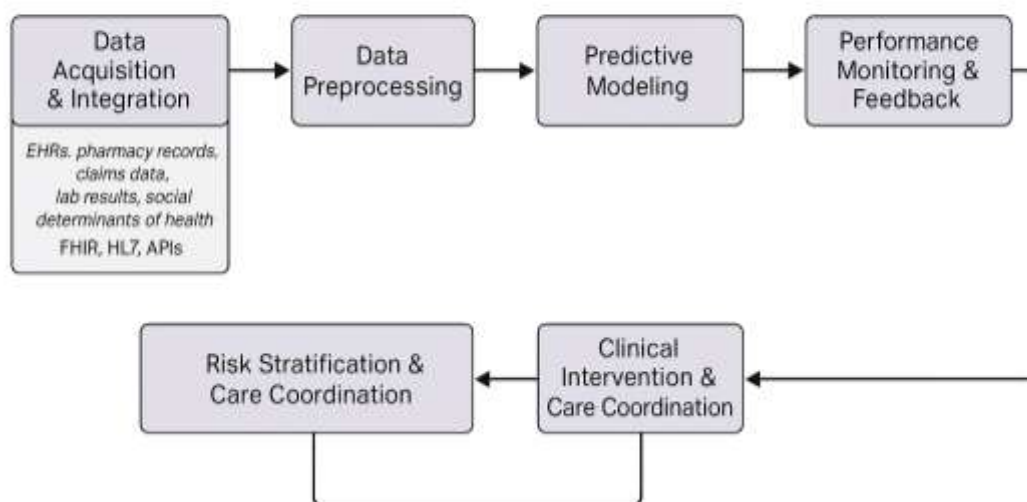 Data
Acquisition
& Integration
EHRs. pharmacy records,
claims data,
lab results, social
determinants of health
FHIR, HL7, APIs
Data
Preprocessing
Predictive
Modeling
Performance
Monitoring &
Feedback
Risk Stratification &
Care Coordination
Clinical
Intervention &
Care Coordination